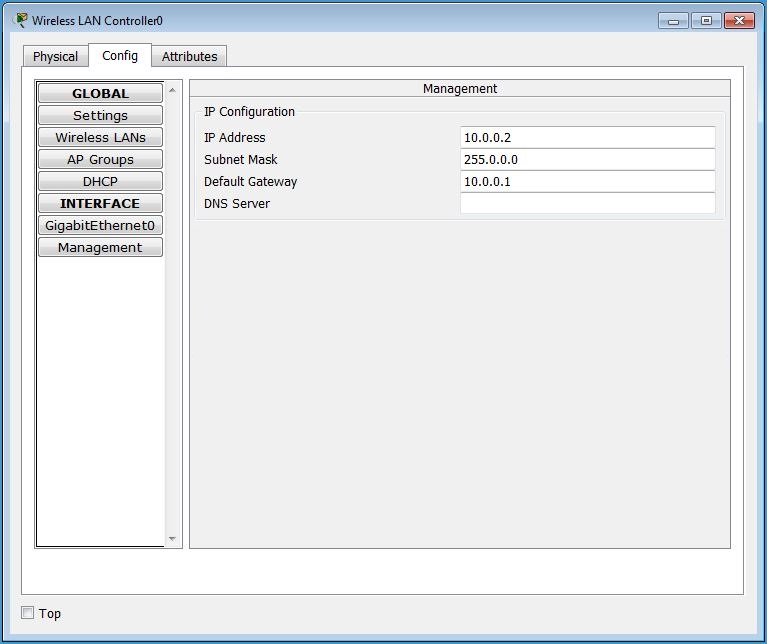 Wireless LAN Controller0
Physical Config Attributes
GLOBAL
Settings
Wireless LANs
AP Groups
DHCP
INTERFACE
GigabitEthernet0
Management
Management
IP Configuration
IP Address 10.0.0.2
Subnet Mask 255.0.0.0
Default Gateway 10.0.0.1
DNS Server
Top